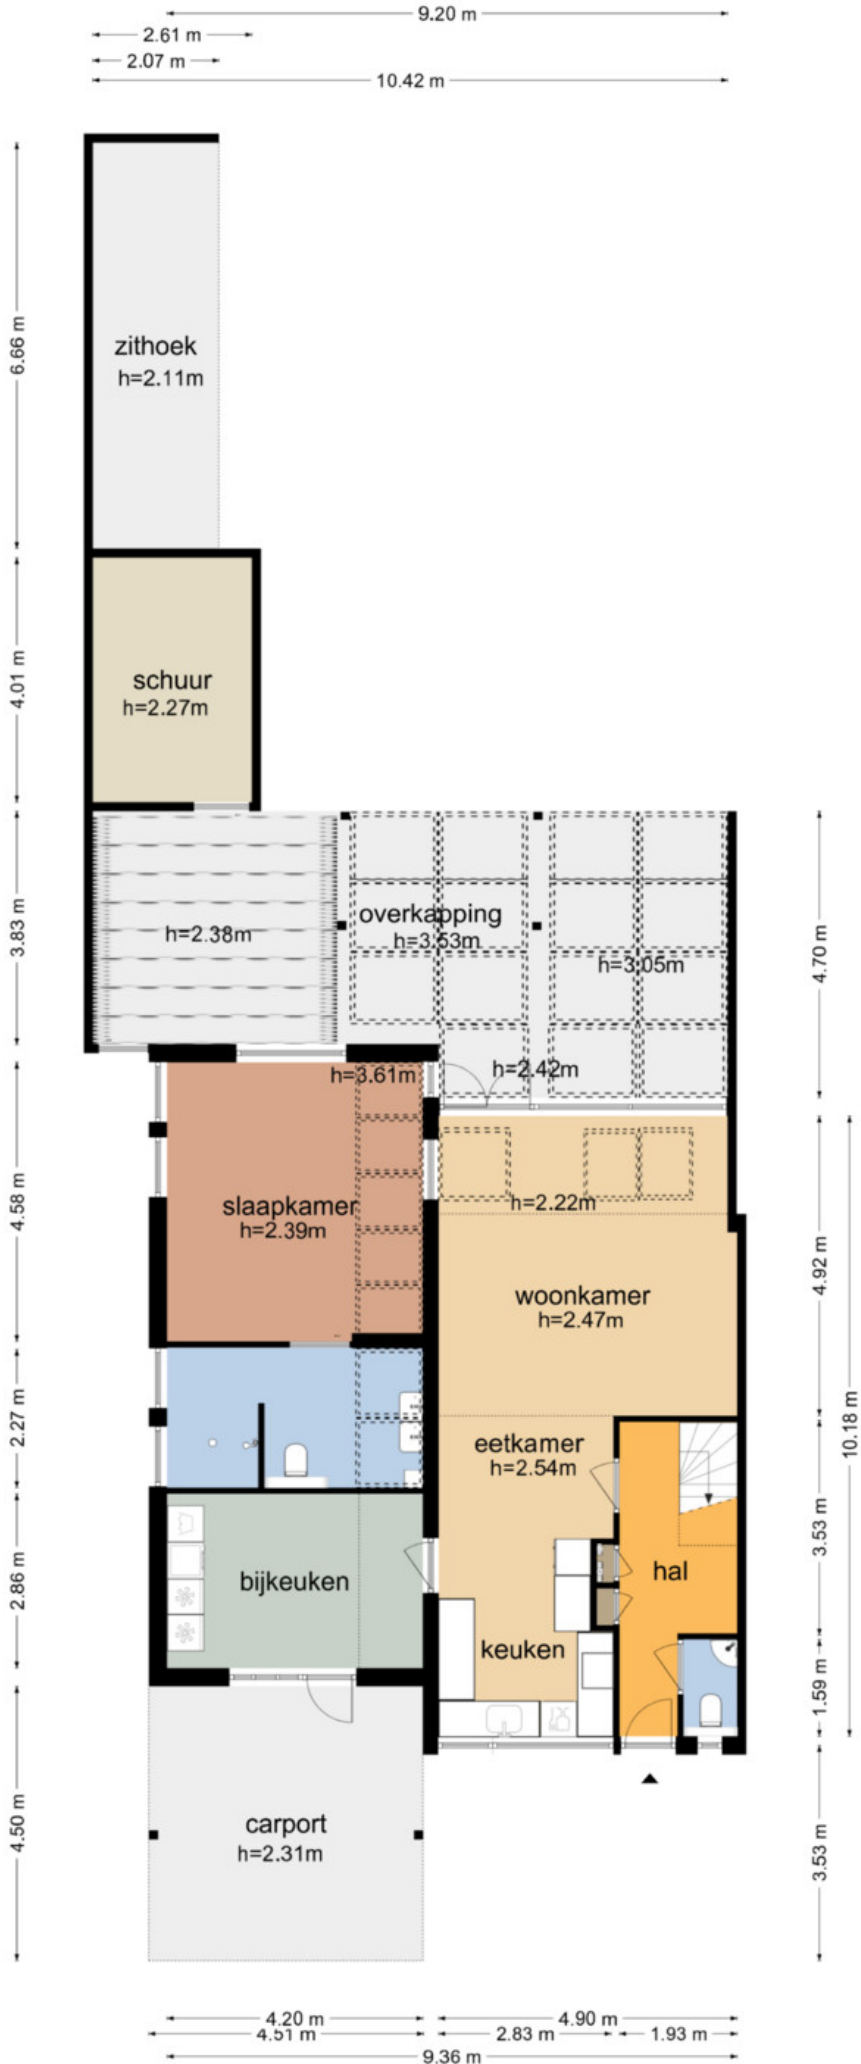 9.20 m
2.61 m
2.07 m
10.42 m
6.66 m
zithoek
h=2.11m
4.01 m
schuur
h=2.27m
3.83 m
h=2.38m
overkapping
h=3.53m
h=3.05m
4.70 m
h=2.42m
h=3.61m
4.58 m
slaapkamer
h=2.39m
h=2.22m
woonkamer
h=2.47m
4.92 m
10.18 m
2.27 m
eetkamer
h=2.54m
3.53 m
2.86 m
bijkeuken
hal
keuken
1.59 m
4.50 m
carport
h=2.31m
3.53 m
4.20 m
4.90 m
4.51 m
2.83 m
1.93 m
9.36 m